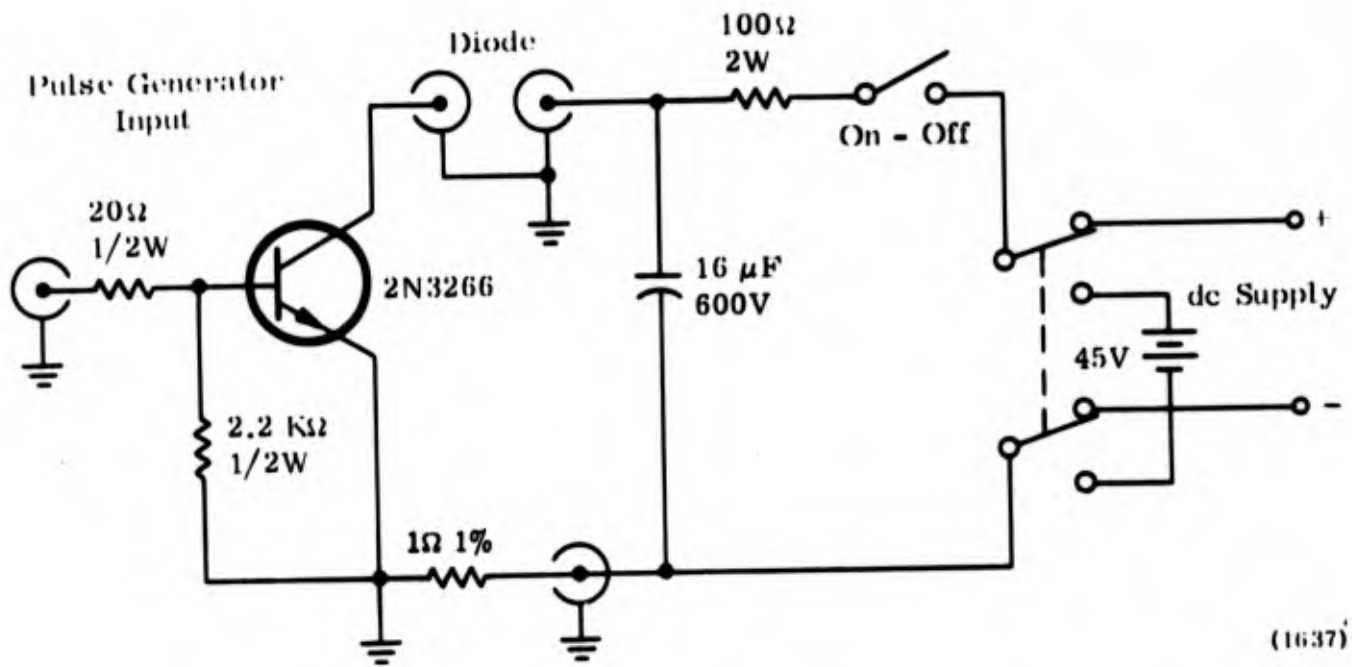 Diode
100Ω
2W
Pulse Generator
Input
On - Off
20Ω
1/2W
2N3266
16 μF
600V
+
dc Supply
45V
-
2.2 KΩ
1/2W
1Ω 1%
(1637)